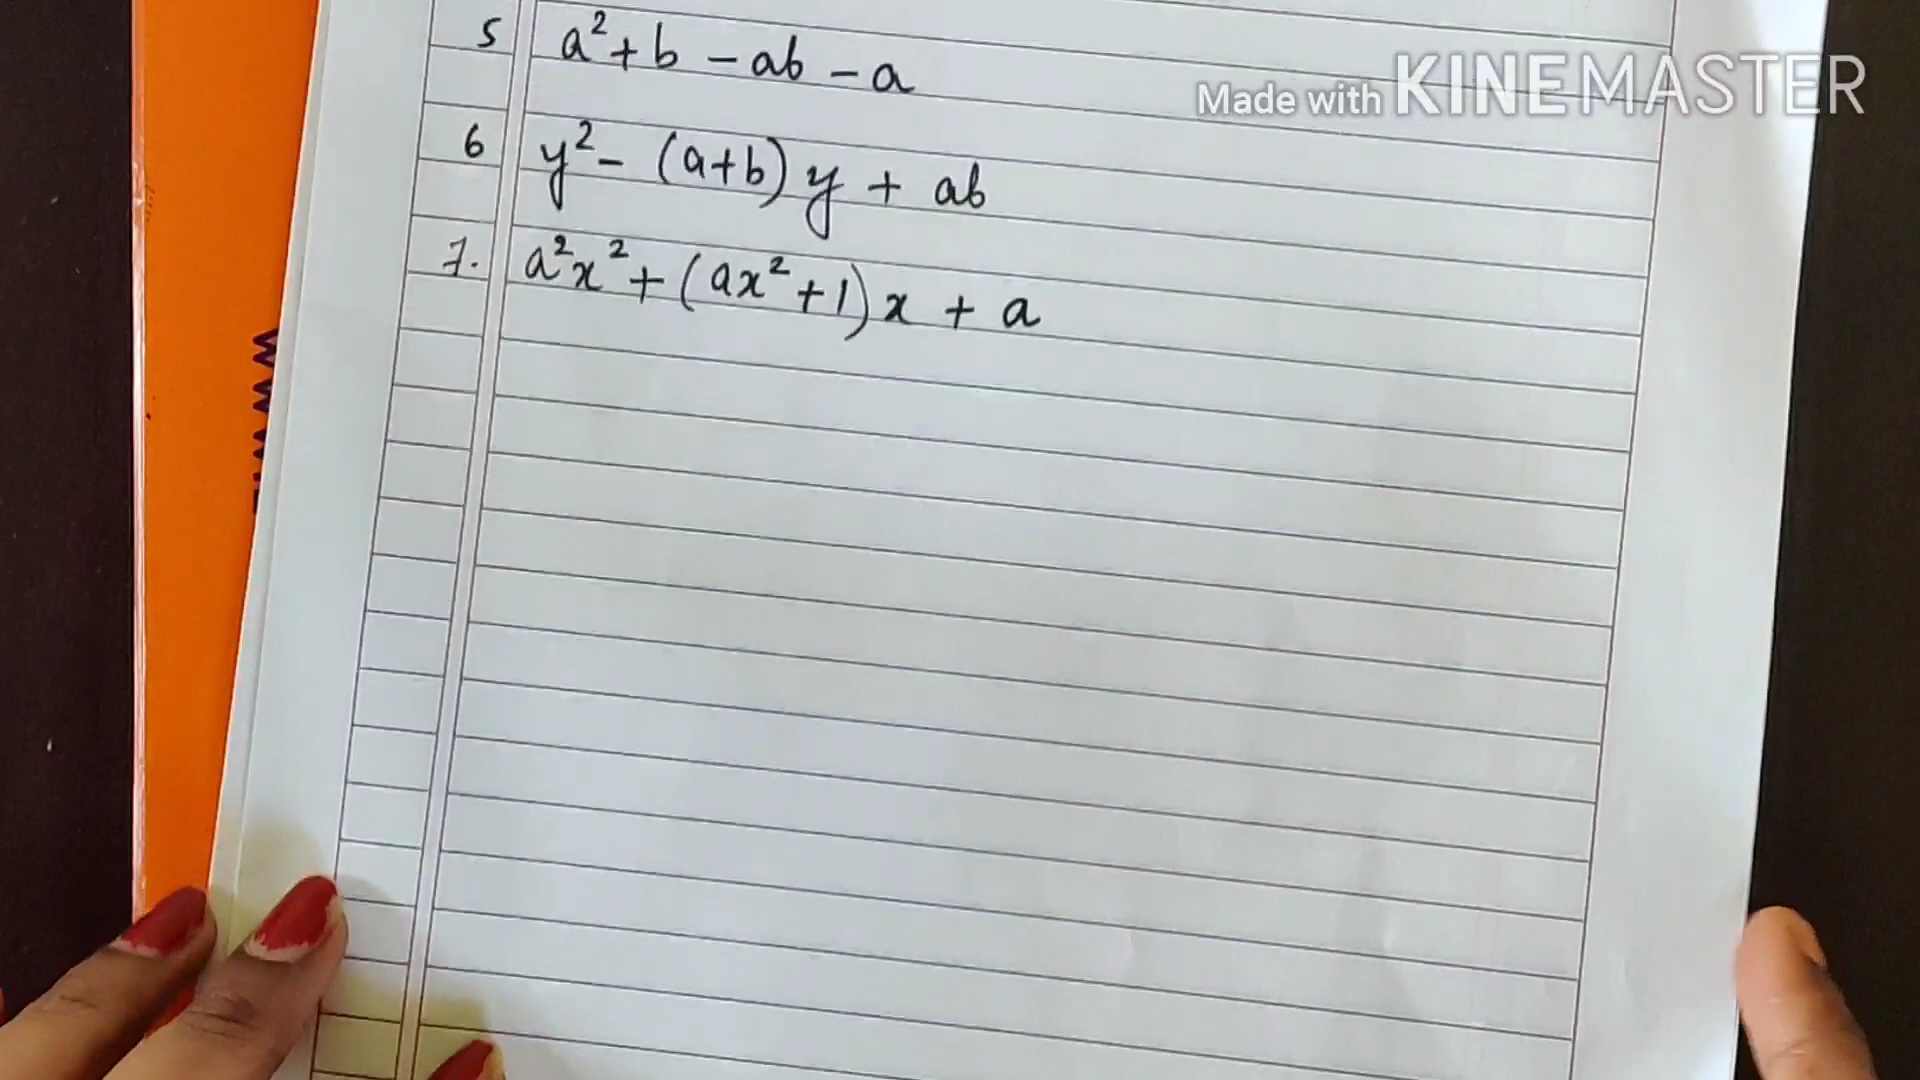 5 a² + b - ab - a
Made with KINEMASTER
6 y² - (a+b) y + ab
7. a²x² + (ax² + 1) x + a